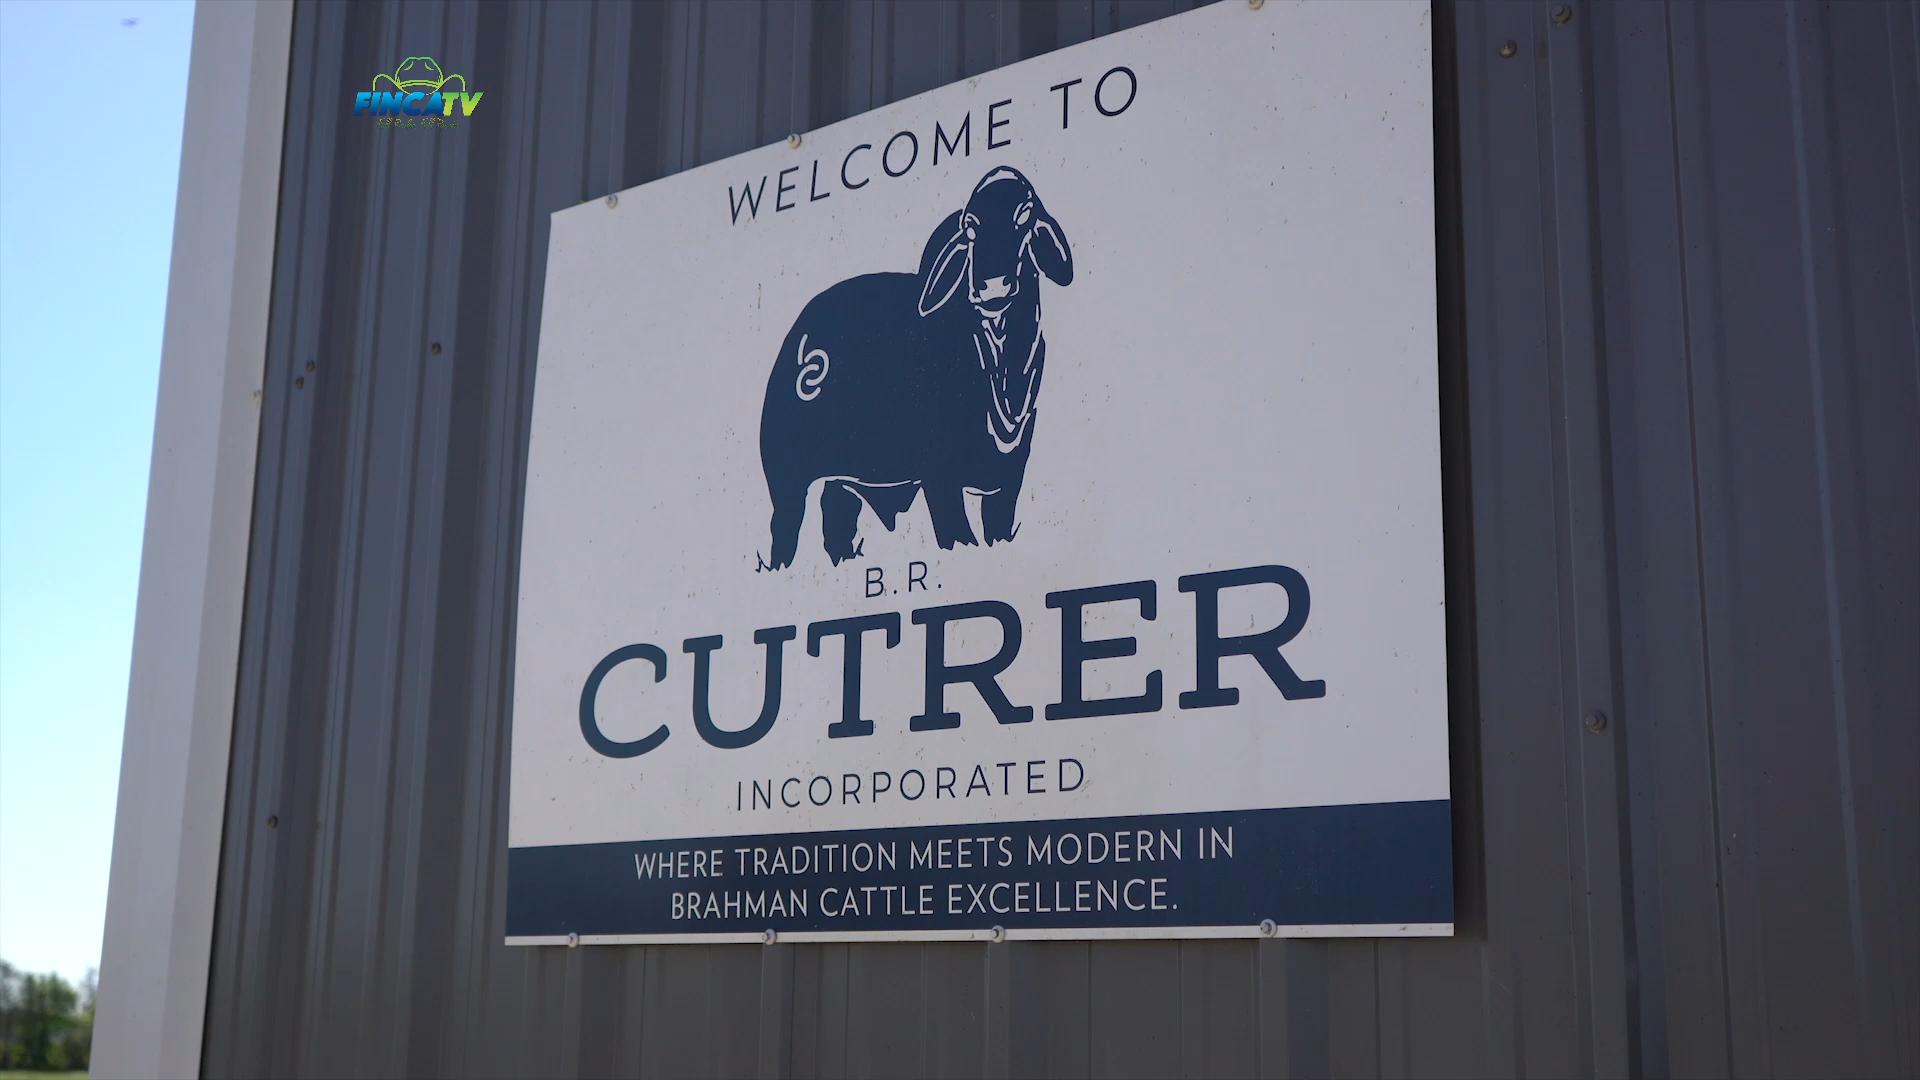 FINCATV
WELCOME TO
B.R.
CUTRER
INCORPORATED
WHERE TRADITION MEETS MODERN IN
BRAHMAN CATTLE EXCELLENCE.